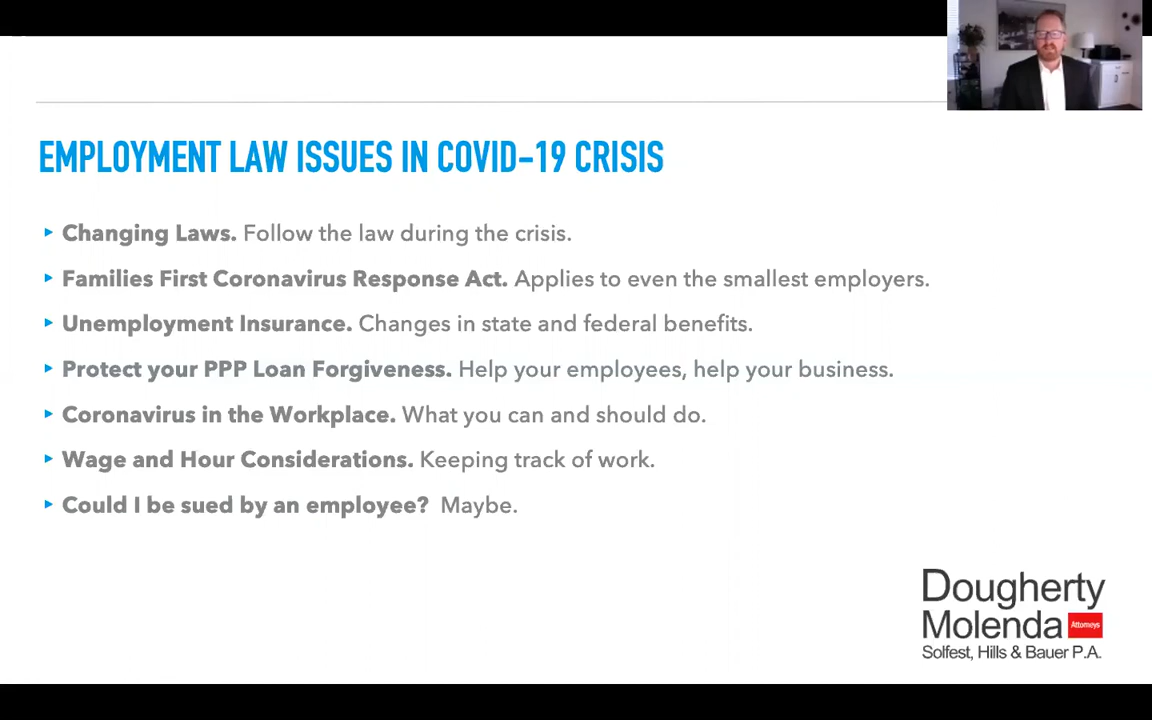 EMPLOYMENT LAW ISSUES IN COVID-19 CRISIS
Changing Laws. Follow the law during the crisis.
Families First Coronavirus Response Act. Applies to even the smallest employers.
Unemployment Insurance. Changes in state and federal benefits.
Protect your PPP Loan Forgiveness. Help your employees, help your business.
Coronavirus in the Workplace. What you can and should do.
Wage and Hour Considerations. Keeping track of work.
Could I be sued by an employee? Maybe.
Dougherty
Molenda Attorneys
Solfest, Hills & Bauer P.A.